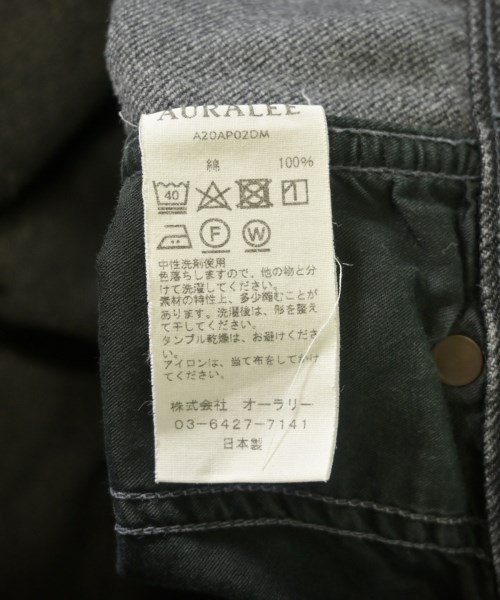 AURALEE
A20AP02DM
綿 100%
40
F W
中性洗剤使用
色落ちしますので、他の物と分
けて洗濯してください。
素材の特性上、多少縮むことが
あります。洗濯後は、形を整え
て干してください。
タンブル乾燥は、お避けくださ
い。
アイロンは、当て布をしてかけ
てください。
株式会社 オーラリー
03-6427-7141
日本製